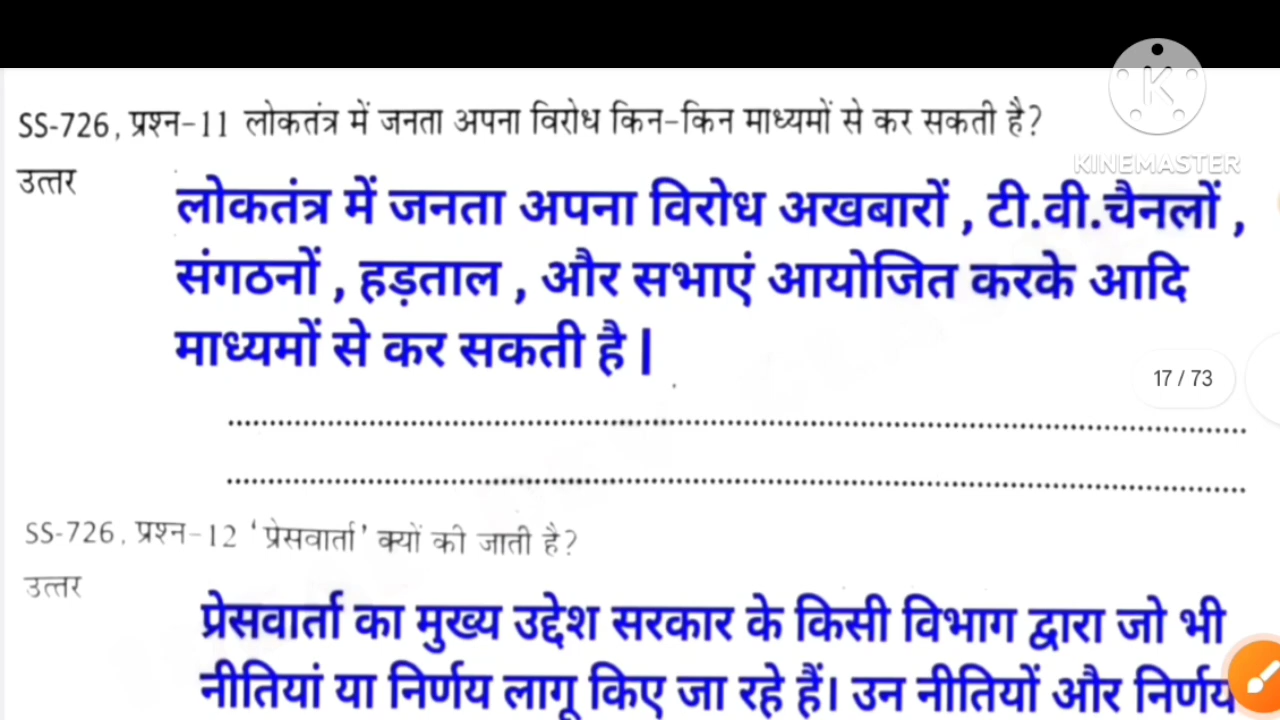 KINEMASTER
SS-726, प्रश्न-11 लोकतंत्र में जनता अपना विरोध किन-किन माध्यमों से कर सकती है?
उत्तर
लोकतंत्र में जनता अपना विरोध अखबारों , टी.वी.चैनलों ,
संगठनों , हड़ताल , और सभाएं आयोजित करके आदि
माध्यमों से कर सकती है |
17 / 73
SS-726, प्रश्न-12 ‘प्रेसवार्ता’ क्यों की जाती है?
उत्तर
प्रेसवार्ता का मुख्य उद्देश सरकार के किसी विभाग द्वारा जो भी
नीतियां या निर्णय लागू किए जा रहे हैं। उन नीतियों और निर्णय